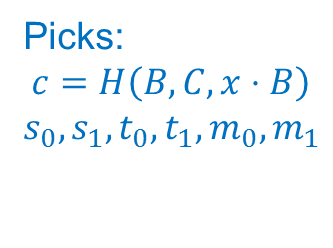 Picks:
c = H(B, C, x · B)
s₀, s₁, t₀, t₁, m₀, m₁